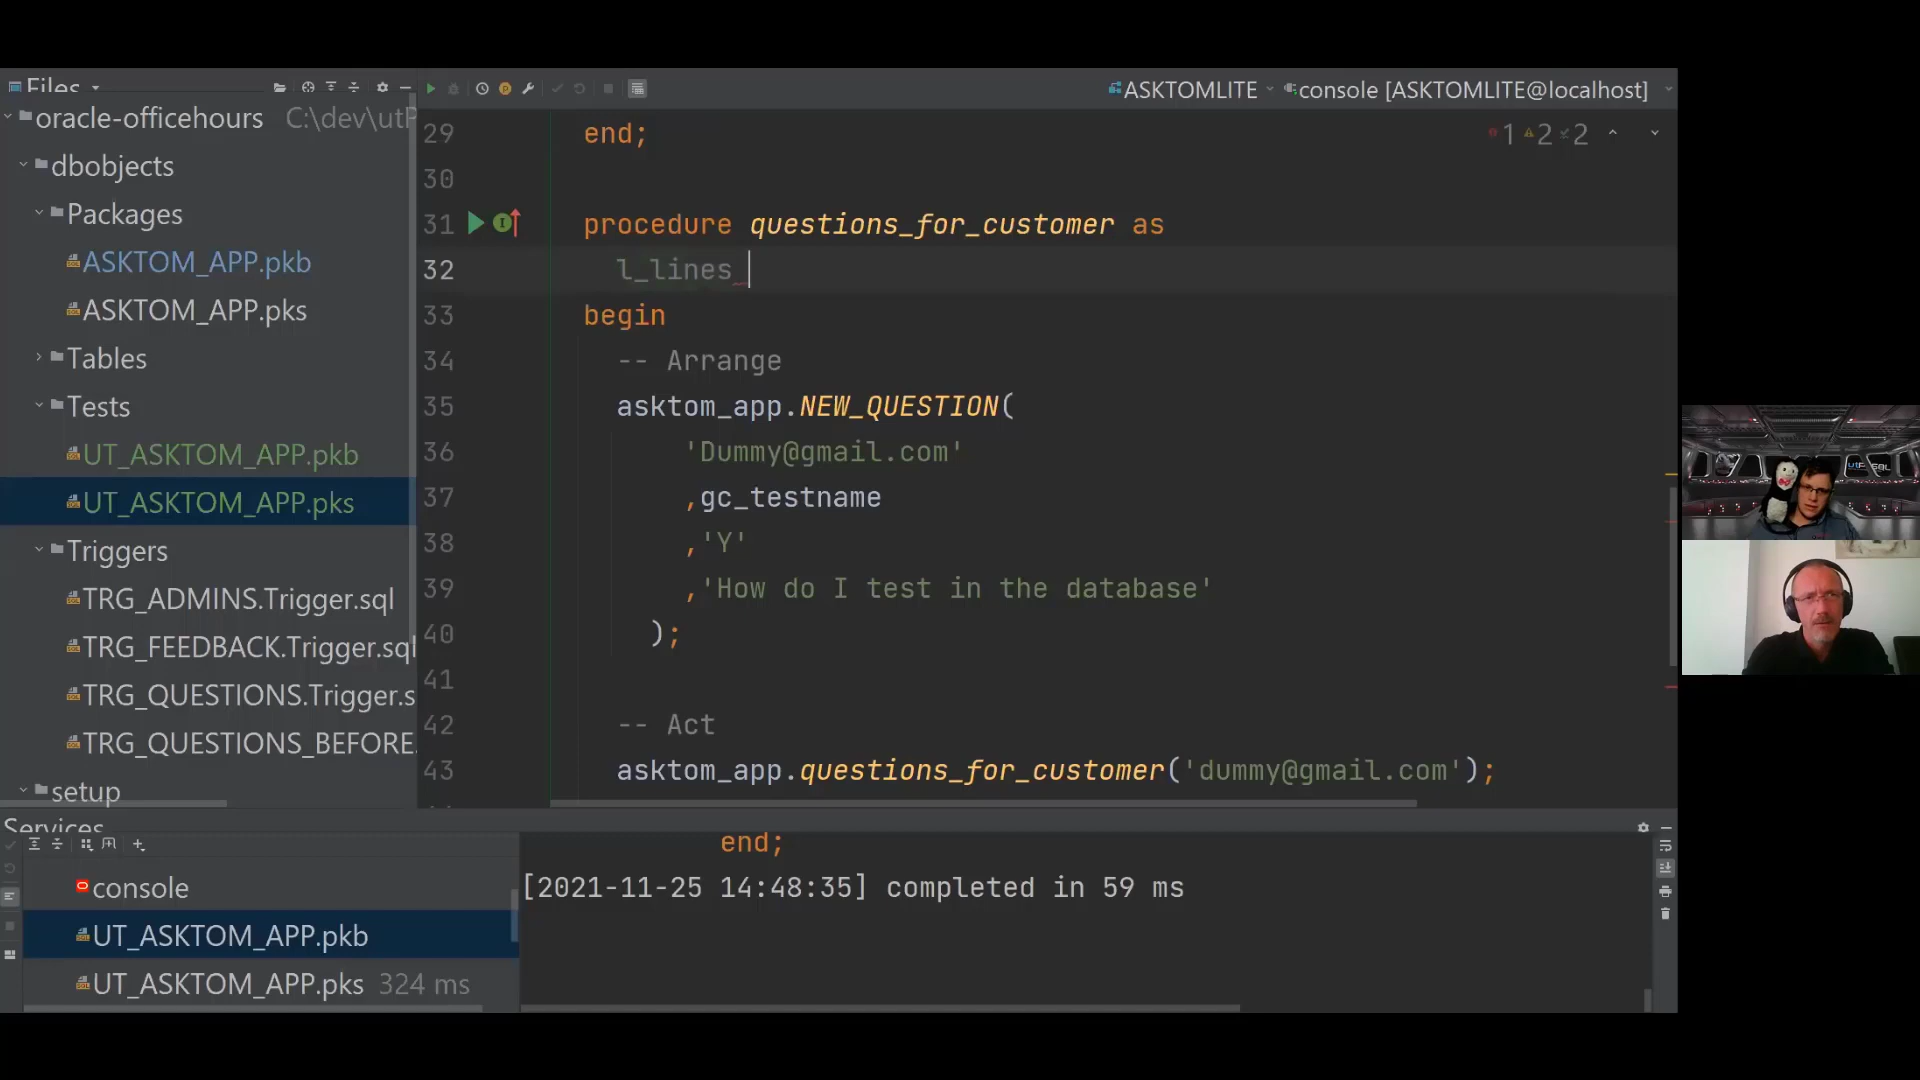 Files
ASKTOMLITE
console [ASKTOMLITE@localhost]
oracle-officehours C:\dev\utP
dbobjects
Packages
ASKTOM_APP.pkb
ASKTOM_APP.pks
Tables
Tests
UT_ASKTOM_APP.pkb
UT_ASKTOM_APP.pks
Triggers
TRG_ADMINS.Trigger.sql
TRG_FEEDBACK.Trigger.sql
TRG_QUESTIONS.Trigger.s
TRG_QUESTIONS_BEFORE.
setup
1 2 2
29 end;
30
31 procedure questions_for_customer as
32 l_lines
33 begin
34 -- Arrange
35 asktom_app.NEW_QUESTION(
36 'Dummy@gmail.com'
37 ,gc_testname
38 ,'Y'
39 ,'How do I test in the database'
40 );
41
42 -- Act
43 asktom_app.questions_for_customer('dummy@gmail.com');
Services
console
UT_ASKTOM_APP.pkb
UT_ASKTOM_APP.pks 324 ms
end;
[2021-11-25 14:48:35] completed in 59 ms